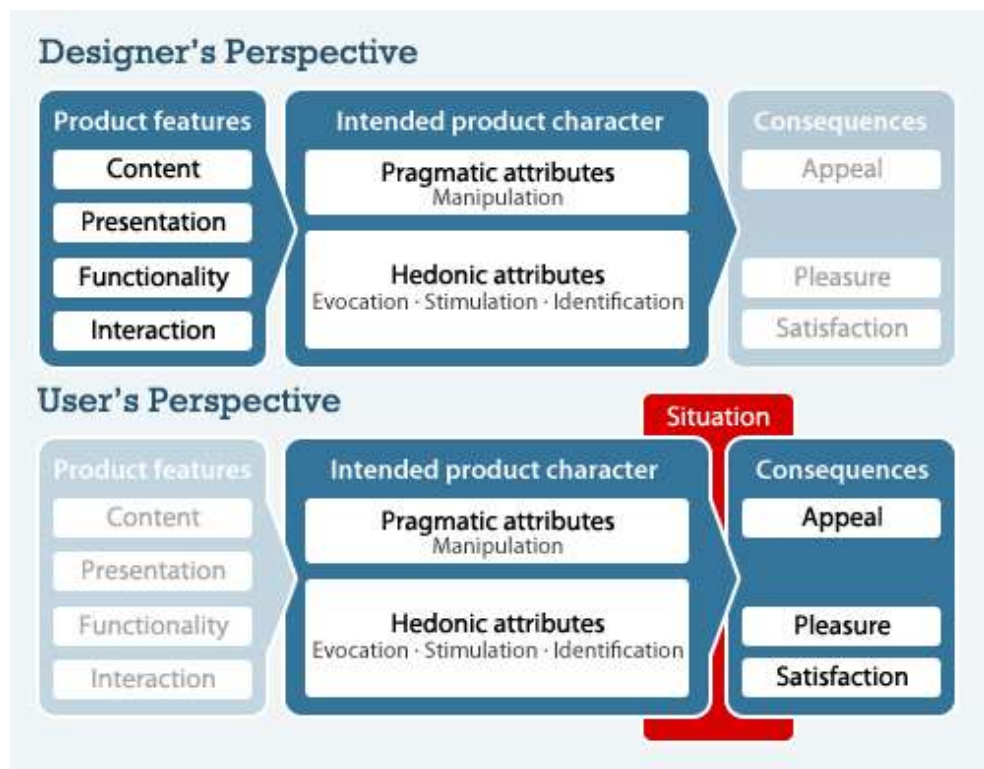 Designer's Perspective
Product features
Content
Presentation
Functionality
Interaction
Intended product character
Pragmatic attributes
Manipulation
Hedonic attributes
Evocation · Stimulation · Identification
Consequences
Appeal
Pleasure
Satisfaction
User's Perspective
Situation
Product features
Content
Presentation
Functionality
Interaction
Intended product character
Pragmatic attributes
Manipulation
Hedonic attributes
Evocation · Stimulation · Identification
Consequences
Appeal
Pleasure
Satisfaction